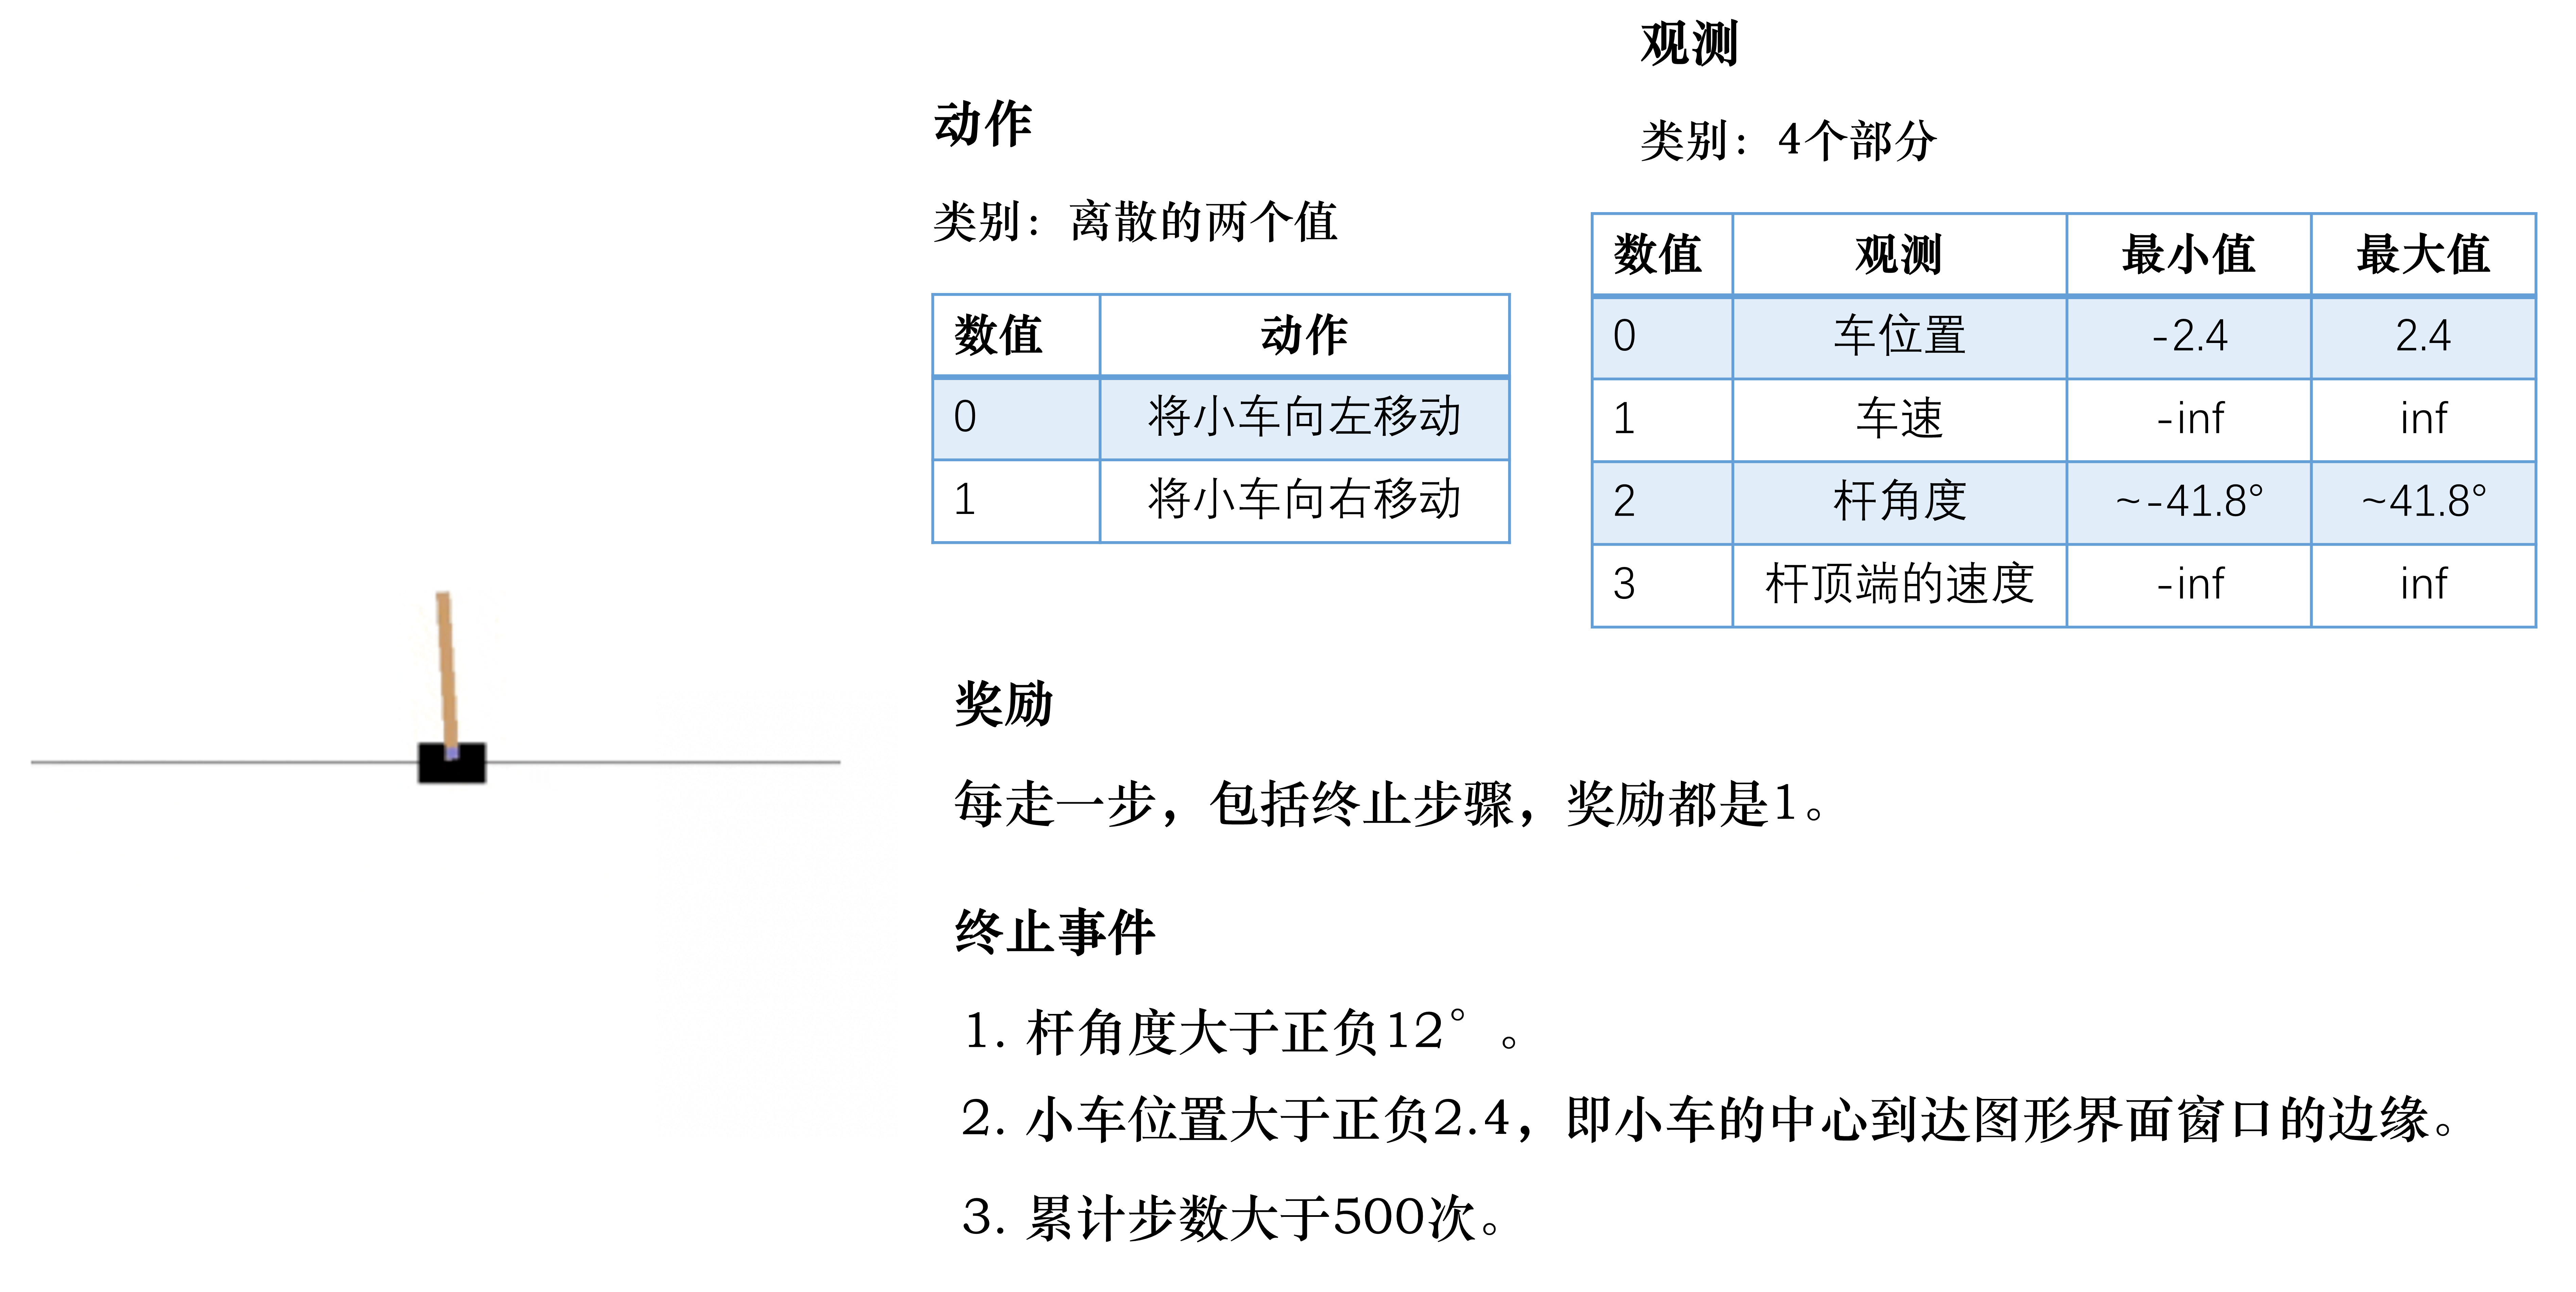 动作
类别：离散的两个值
数值 动作
0 将小车向左移动
1 将小车向右移动
观测
类别：4个部分
数值 观测 最小值 最大值
0 车位置 -2.4 2.4
1 车速 -inf inf
2 杆角度 ~-41.8° ~41.8°
3 杆顶端的速度 -inf inf
奖励
每走一步，包括终止步骤，奖励都是1。
终止事件
1. 杆角度大于正负12°。
2. 小车位置大于正负2.4，即小车的中心到达图形界面窗口的边缘。
3. 累计步数大于500次。